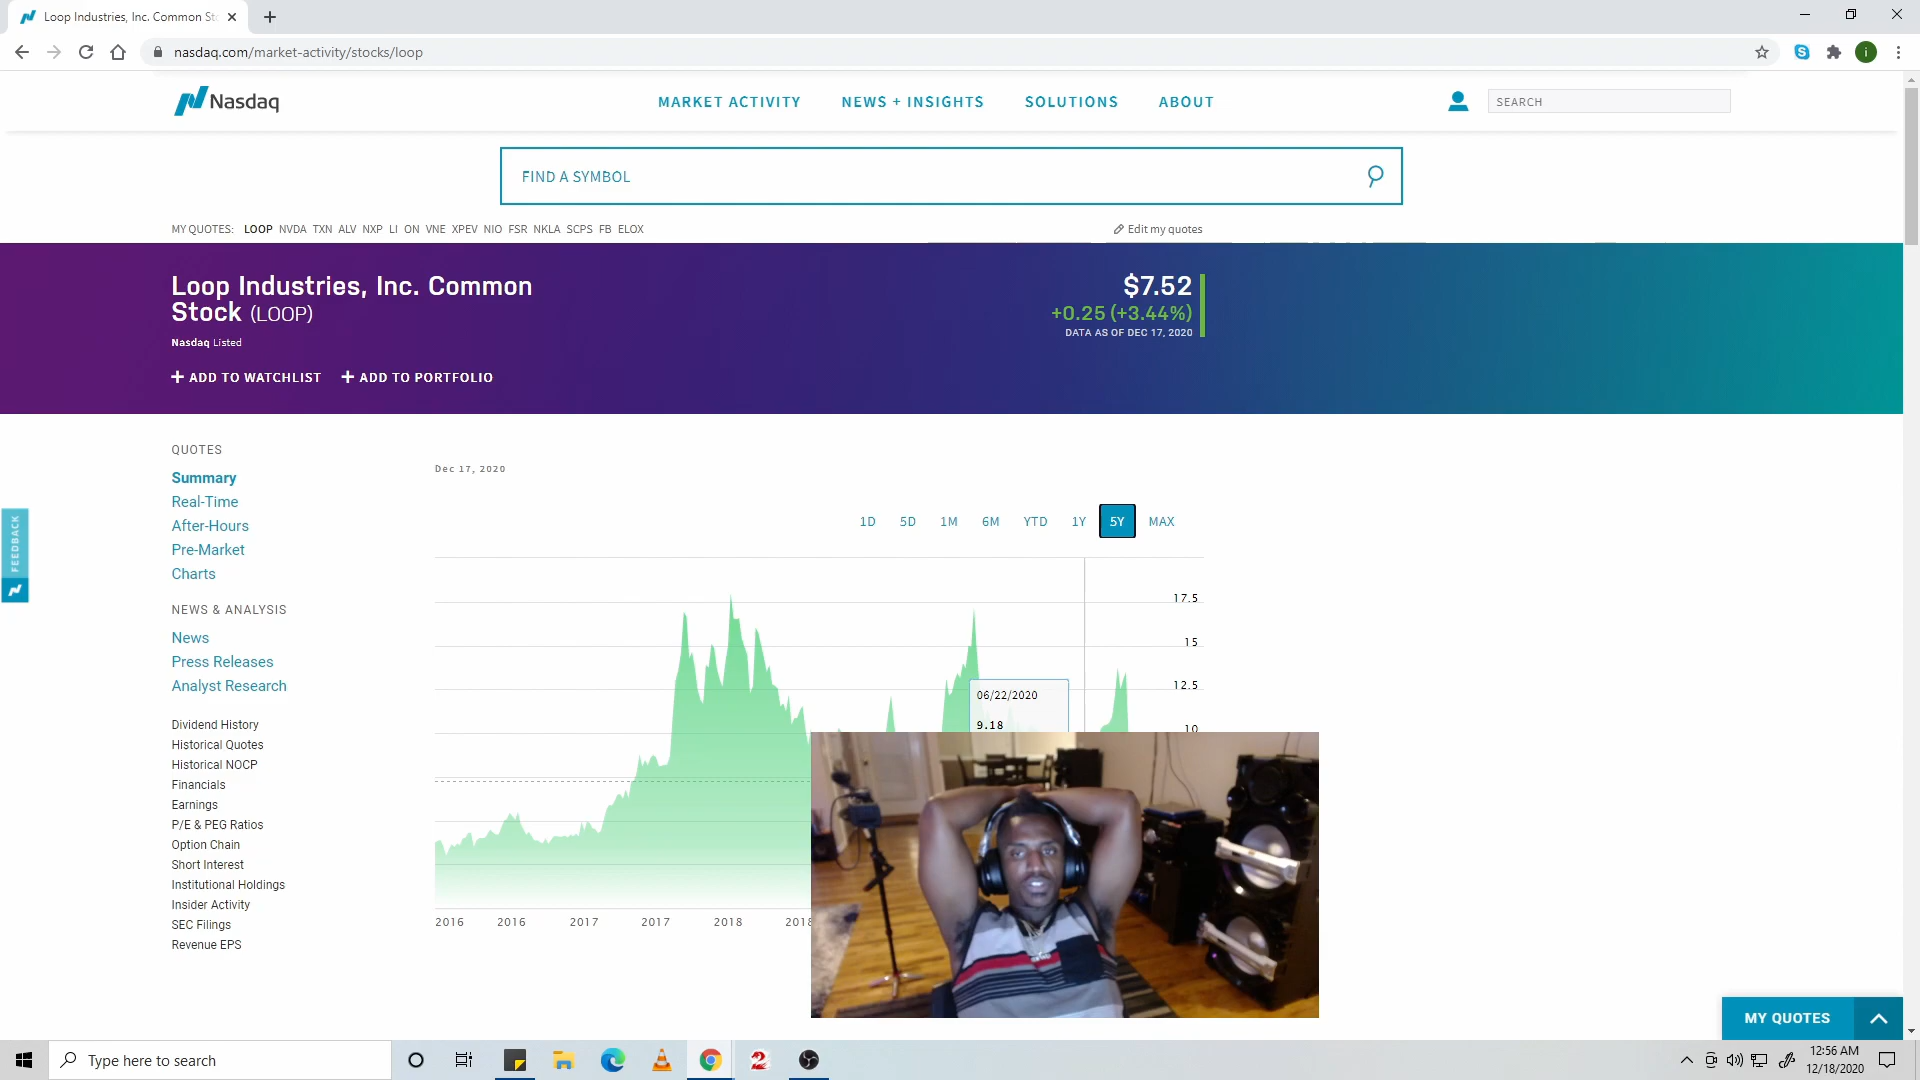 Loop Industries, Inc. Common St
nasdaq.com/market-activity/stocks/loop
i
Nasdaq
MARKET ACTIVITY NEWS + INSIGHTS SOLUTIONS ABOUT
SEARCH
FIND A SYMBOL
MY QUOTES: LOOP NVDA TXN ALV NXP LI ON VNE XPEV NIO FSR NKLA SCPS FB ELOX
Edit my quotes
Loop Industries, Inc. Common
Stock (LOOP)
Nasdaq Listed
+ ADD TO WATCHLIST + ADD TO PORTFOLIO
$7.52
+0.25 (+3.44%)
DATA AS OF DEC 17, 2020
FEEDBACK
QUOTES
Summary
Real-Time
After-Hours
Pre-Market
Charts
NEWS & ANALYSIS
News
Press Releases
Analyst Research
Dividend History
Historical Quotes
Historical NOCP
Financials
Earnings
P/E & PEG Ratios
Option Chain
Short Interest
Institutional Holdings
Insider Activity
SEC Filings
Revenue EPS
Dec 17, 2020
1D 5D 1M 6M YTD 1Y 5Y MAX
17.5
15
12.5
10
06/22/2020
9.18
2016 2016 2017 2017 2018 2018
MY QUOTES
Type here to search
12:56 AM
12/18/2020